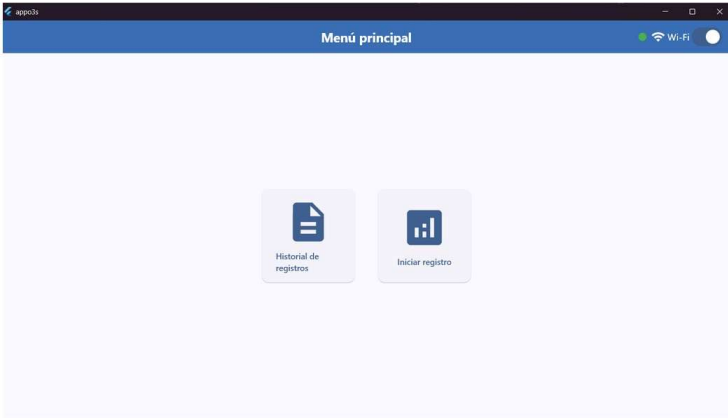 appo3s
Menú principal
Wi-Fi
Historial de
registros
Iniciar registro